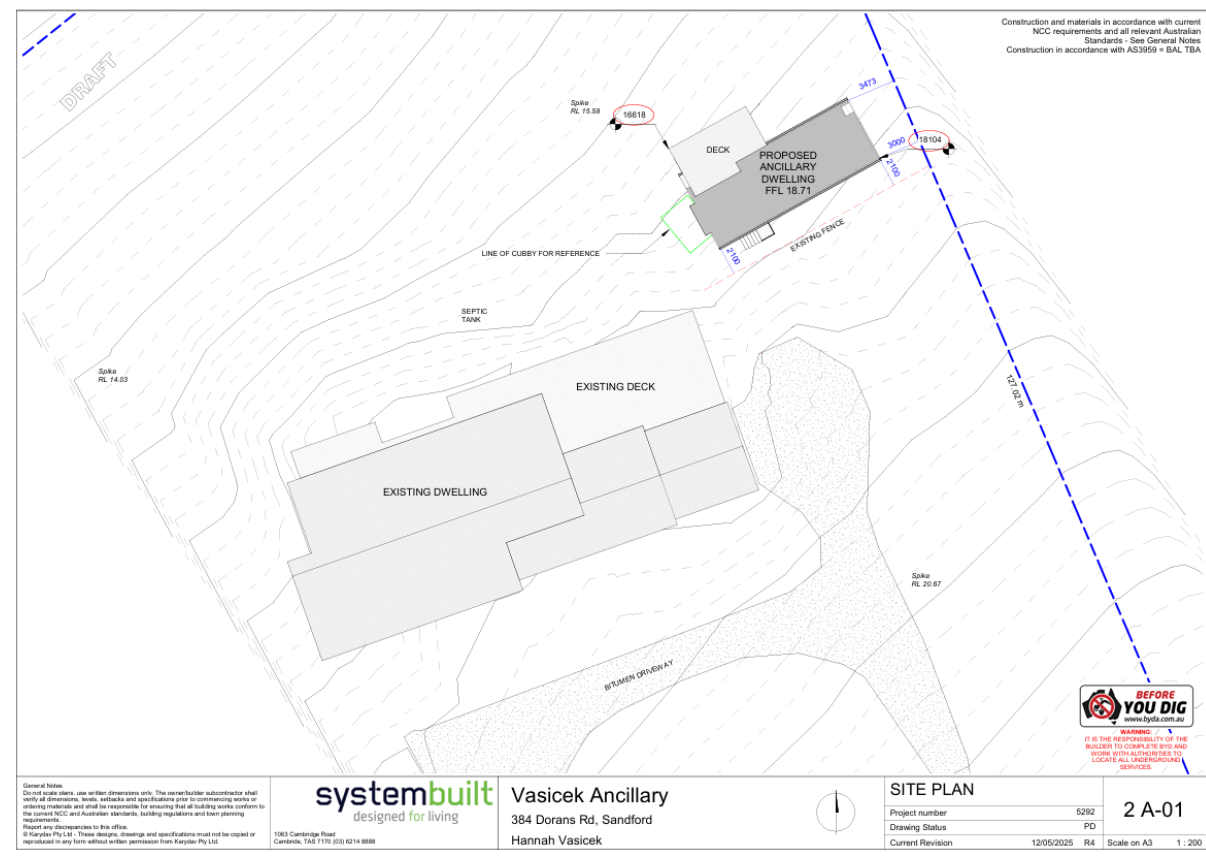 Construction and materials in accordance with current
NCC requirements and all relevant Australian
Standards - See General Notes
Construction in accordance with AS3959 = BAL TBA
DRAFT
3473
Spike
RL 15.58
16618
18104
3000
DECK
PROPOSED
ANCILLARY
DWELLING
FFL 18.71
2100
EXISTING FENCE
LINE OF CUBBY FOR REFERENCE
2100
SEPTIC
TANK
Spike
RL 14.03
EXISTING DECK
127.02 m
EXISTING DWELLING
Spike
RL 20.67
BITUMEN DRIVEWAY
BEFORE
YOU DIG
www.byda.com.au
WARNING:
IT IS THE RESPONSIBILITY OF THE
BUILDER TO COMPLETE BYD AND
WORK WITH AUTHORITIES TO
LOCATE ALL UNDERGROUND
SERVICES.
General Notes
Do not scale plans. use written dimensions only. The owner/builder subcontractor shall
verify all dimensions, levels, setbacks and specifications prior to commencing works or
ordering materials and shall be responsible for ensuring that all building works conform to
the current NCC and Australian standards, building regulations and town planning
requirements.
Report any discrepancies to this office.
© Karydav Pty Ltd - These designs, drawings and specifications must not be copied or
reproduced in any form without written permission from Karydav Pty Ltd.
systembuilt
designed for living
1063 Cambridge Road
Cambride, TAS 7170 (03) 6214 8888
Vasicek Ancillary
384 Dorans Rd, Sandford
Hannah Vasicek
SITE PLAN
Project number 5292
Drawing Status PD
Current Revision 12/05/2025 R4
2 A-01
Scale on A3 1 : 200